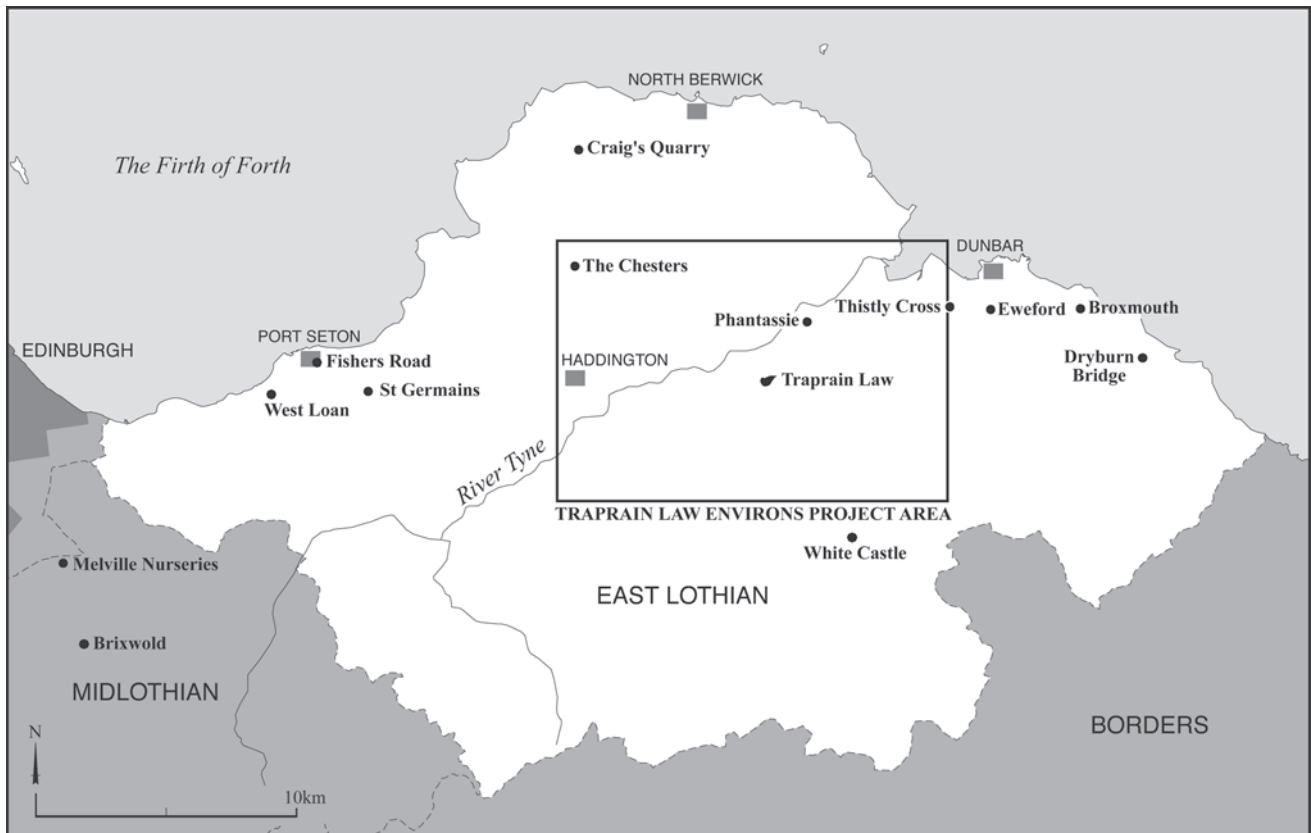 NORTH BERWICK
Craig's Quarry
The Firth of Forth
DUNBAR
The Chesters
Thistly Cross
Eweford
Broxmouth
Phantassie
PORT SETON
EDINBURGH
Fishers Road
HADDINGTON
Dryburn
Bridge
Traprain Law
St Germains
West Loan
River Tyne
TRAPRAIN LAW ENVIRONS PROJECT AREA
White Castle
Melville Nurseries
EAST LOTHIAN
Brixwold
MIDLOTHIAN
BORDERS
N
10km